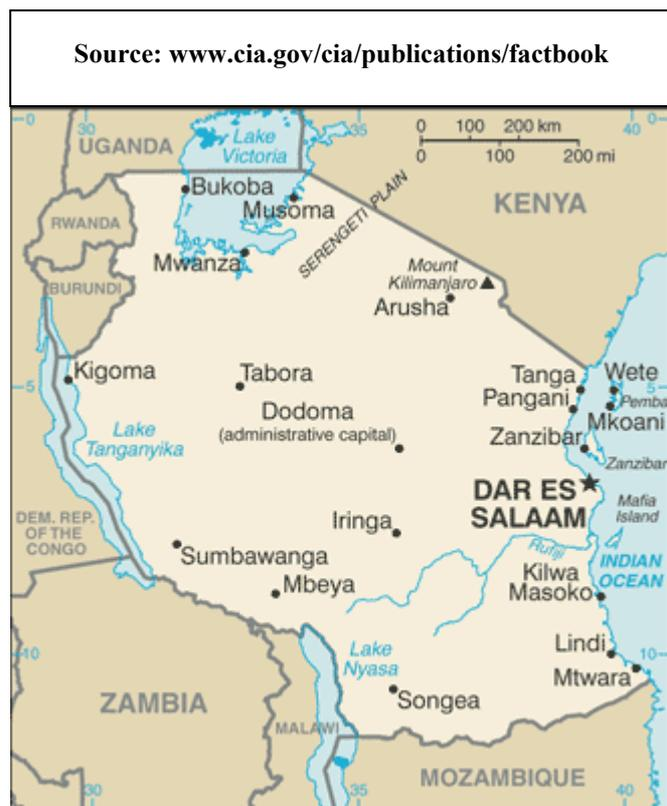 Source: www.cia.gov/cia/publications/factbook
0
30
35
0
100
200 km
0
100
200 mi
40
0
UGANDA
Lake
Victoria
Bukoba
Musoma
SERENGETI PLAIN
KENYA
RWANDA
Mwanza
Mount
Kilimanjaro
BURUNDI
Arusha
Kigoma
Tabora
Tanga
Wete
5
5
Pangani
Pemba
Dodoma
(administrative capital)
Mkoani
Lake
Tanganyika
Zanzibar
Zanzibar
DAR ES
SALAAM
Mafia
Island
DEM. REP.
OF THE
CONGO
Iringa
Rufiji
Sumbawanga
INDIAN
OCEAN
Mbeya
Kilwa
Masoko
10
Lake
Nyasa
Lindi
10
Mtwara
Songea
ZAMBIA
MALAWI
MOZAMBIQUE
30
35
40